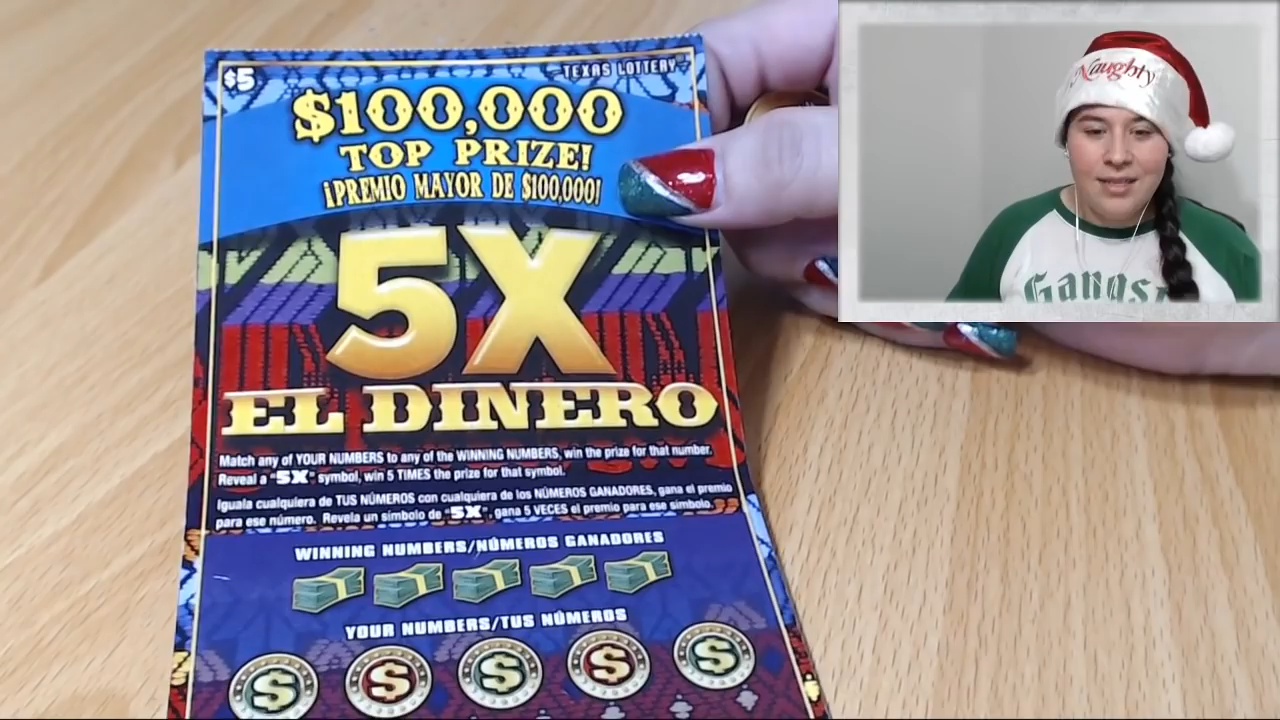 $5
TEXAS LOTTERY
$100,000
TOP PRIZE!
¡PREMIO MAYOR DE $100,000!
5X
EL DINERO
Match any of YOUR NUMBERS to any of the WINNING NUMBERS, win the prize for that number.
Reveal a "5X" symbol, win 5 TIMES the prize for that symbol.
Iguala cualquiera de TUS NÚMEROS con cualquiera de los NÚMEROS GANADORES, gana el premio
para ese número. Revela un símbolo de "5X", gana 5 VECES el premio para ese símbolo.
WINNING NUMBERS/NÚMEROS GANADORES
YOUR NUMBERS/TUS NÚMEROS
$ $ $ $ $
Naughty
Gangs